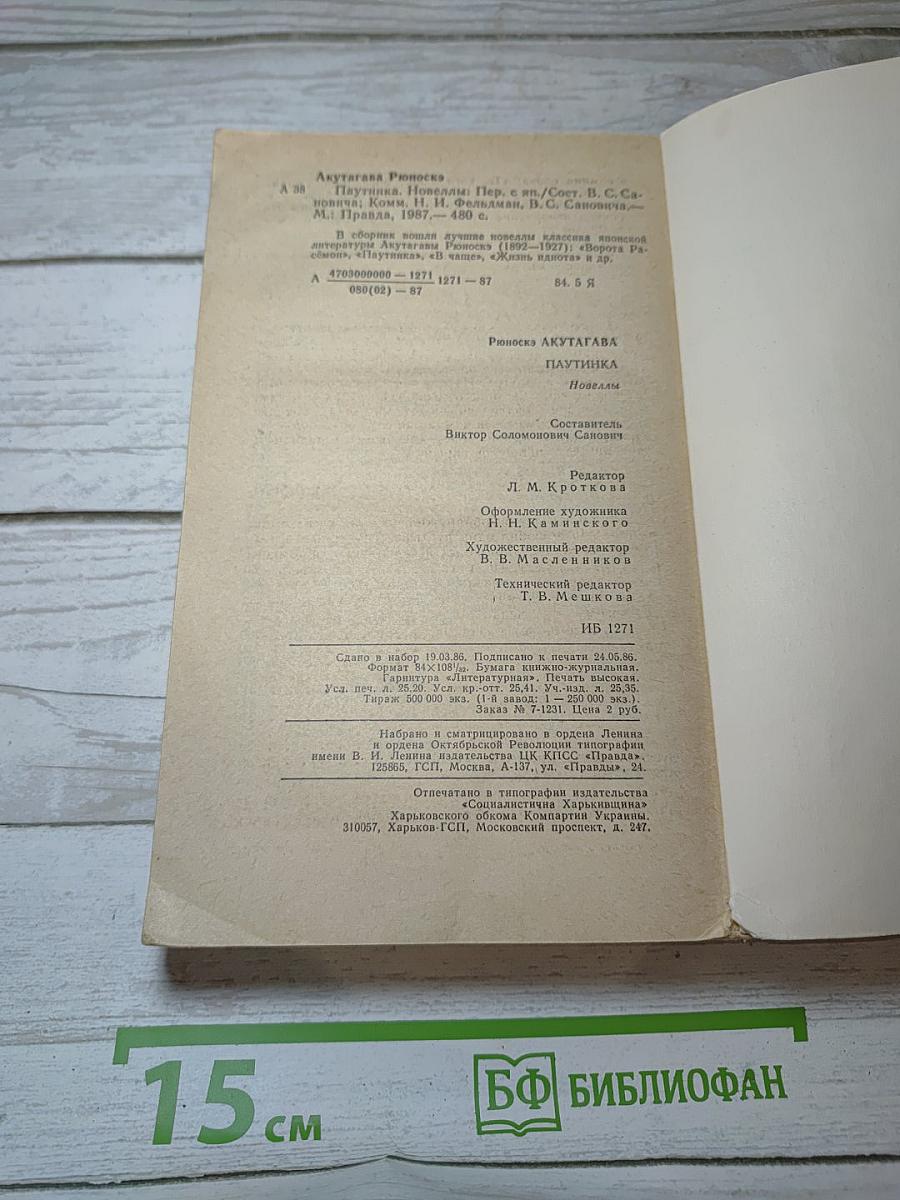 Акутагава Рюноскэ
А 38 Паутинка. Новеллы: Пер. с яп./Сост. В. С. Са-
новича; Комм. Н. И. Фельдман, В. С. Сановича.—
М.: Правда, 1987.— 480 с.
В сборник вошли лучшие новеллы классика японской
литературы Акутагавы Рюноскэ (1892—1927): «Ворота Ра-
сёмон», «Паутинка», «В чаще», «Жизнь идиота» и др.
А 4703000000 — 1271 1271 — 87 84. 5 Я
080(02) — 87
Рюноскэ АКУТАГАВА
ПАУТИНКА
Новеллы
Составитель
Виктор Соломонович Санович
Редактор
Л. М. Кроткова
Оформление художника
Н. Н. Каминского
Художественный редактор
В. В. Масленников
Технический редактор
Т. В. Мешкова
ИБ 1271
Сдано в набор 19.03.86. Подписано к печати 24.05.86.
Формат 84×108¹/₃₂. Бумага книжно-журнальная.
Гарнитура «Литературная». Печать высокая.
Усл. печ. л. 25,20. Усл. кр.-отт. 25,41. Уч.-изд. л. 25,35.
Тираж 500 000 экз. (1-й завод: 1 — 250 000 экз.).
Заказ № 7-1231. Цена 2 руб.
Набрано и сматрицировано в ордена Ленина
и ордена Октябрьской Революции типографии
имени В. И. Ленина издательства ЦК КПСС «Правда».
125865, ГСП, Москва, А-137, ул. «Правды», 24.
Отпечатано в типографии издательства
«Социалистична Харькивщина»
Харьковского обкома Компартии Украины.
310057, Харьков-ГСП, Московский проспект, д. 247.
15 см
БФ БИБЛИОФАН